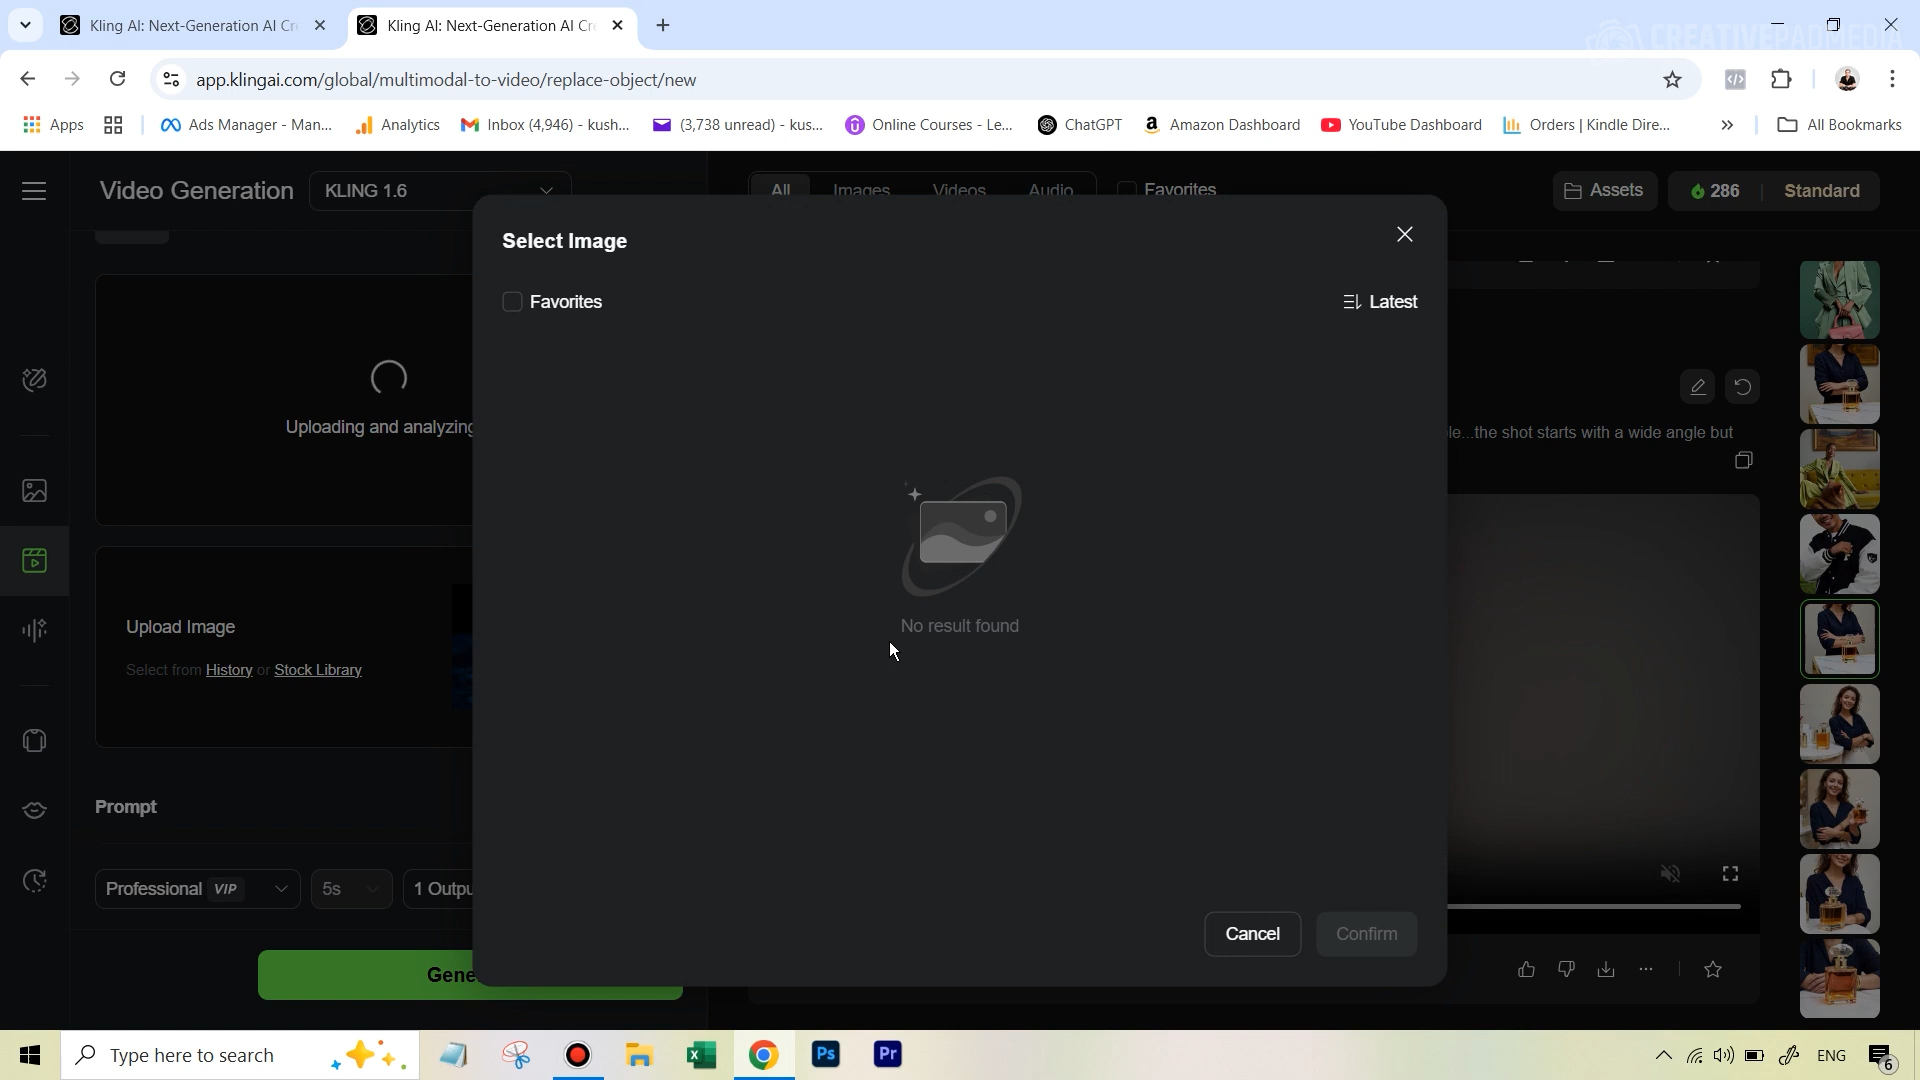 Kling AI: Next-Generation AI Cr
Kling AI: Next-Generation AI Cr
CREATIVEPADMEDIA
app.klingai.com/global/multimodal-to-video/replace-object/new
Apps
Ads Manager - Man...
Analytics
Inbox (4,946) - kush...
(3,738 unread) - kus...
Online Courses - Le...
ChatGPT
Amazon Dashboard
YouTube Dashboard
Orders | Kindle Dire...
All Bookmarks
Video Generation
KLING 1.6
All
Images
Videos
Audio
Favorites
Assets
286
Standard
Select Image
Favorites
Latest
Uploading and analyzing
le...the shot starts with a wide angle but
Upload Image
Select from History or Stock Library
No result found
Prompt
Professional VIP
5s
1 Outpu
Cancel
Confirm
Gene
Type here to search
Ps
Pr
ENG
6